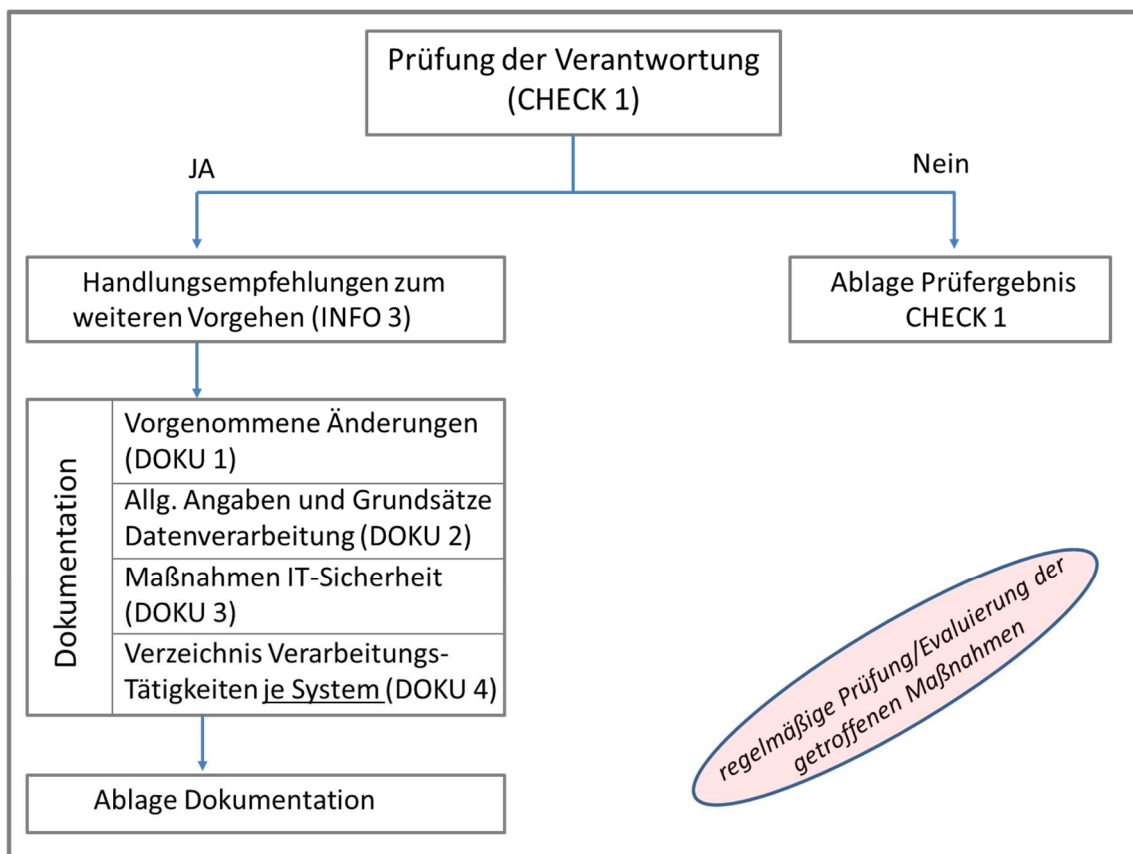 Prüfung der Verantwortung
(CHECK 1)
JA
Nein
Handlungsempfehlungen zum
weiteren Vorgehen (INFO 3)
Ablage Prüfergebnis
CHECK 1
Dokumentation
Vorgenommene Änderungen
(DOKU 1)
Allg. Angaben und Grundsätze
Datenverarbeitung (DOKU 2)
Maßnahmen IT-Sicherheit
(DOKU 3)
Verzeichnis Verarbeitungs-
Tätigkeiten je System (DOKU 4)
Ablage Dokumentation
regelmäßige Prüfung/Evaluierung der
getroffenen Maßnahmen